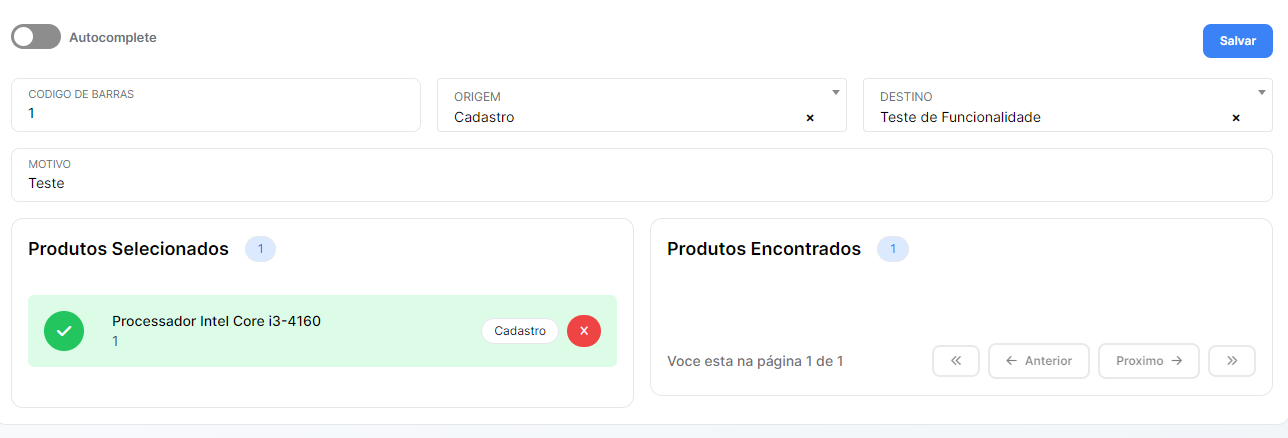 Autocomplete
Salvar
CODIGO DE BARRAS
1
ORIGEM
Cadastro
DESTINO
Teste de Funcionalidade
MOTIVO
Teste
Produtos Selecionados 1
Processador Intel Core i3-4160
1
Cadastro
Produtos Encontrados 1
Voce esta na página 1 de 1
Anterior
Proximo